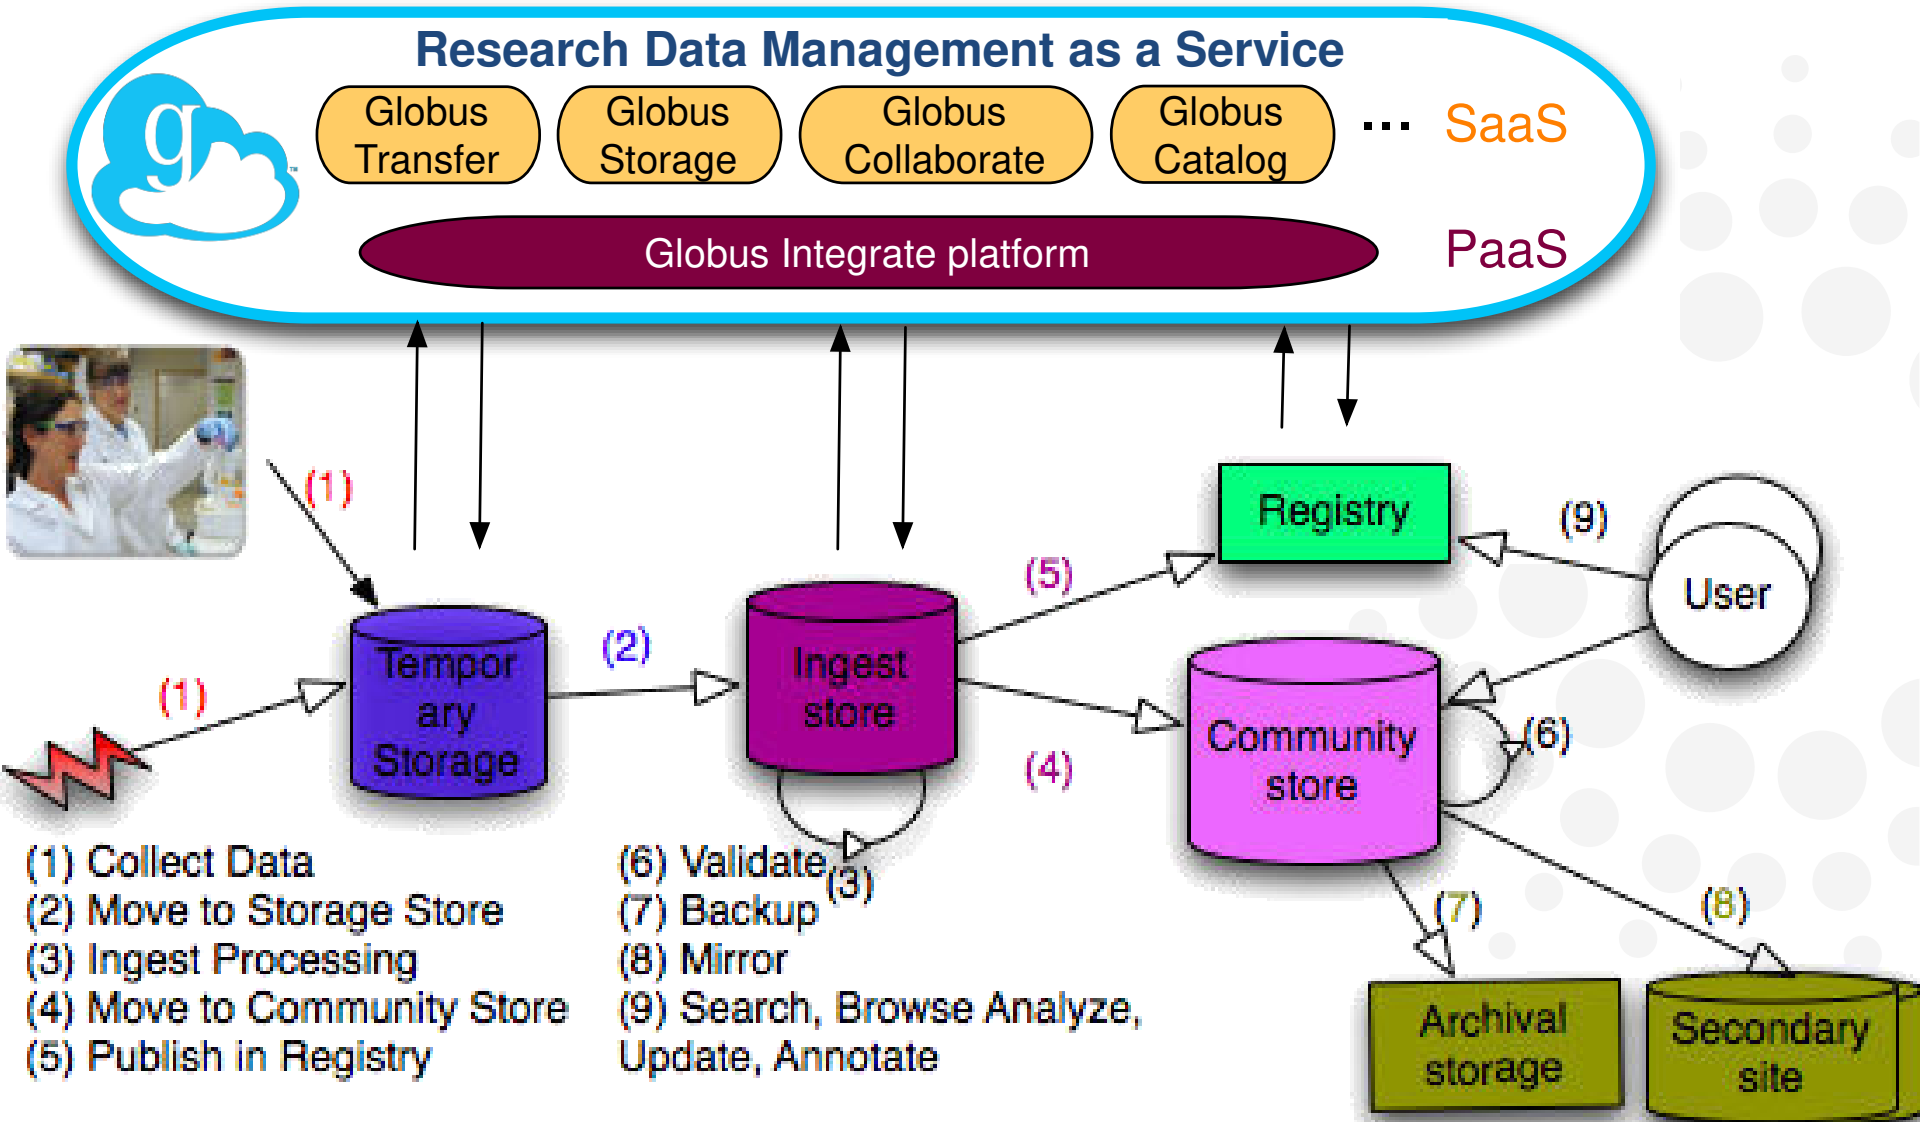 Research Data Management as a Service
g
™
Globus
Transfer
Globus
Storage
Globus
Collaborate
Globus
Catalog
...
SaaS
Globus Integrate platform
PaaS
(1)
(1)
Tempor
ary
Storage
(2)
Ingest
store
(3)
(5)
(4)
Registry
(9)
User
Community
store
(6)
(7)
(8)
Archival
storage
Secondary
site
(1) Collect Data
(2) Move to Storage Store
(3) Ingest Processing
(4) Move to Community Store
(5) Publish in Registry
(6) Validate
(7) Backup
(8) Mirror
(9) Search, Browse Analyze,
Update, Annotate